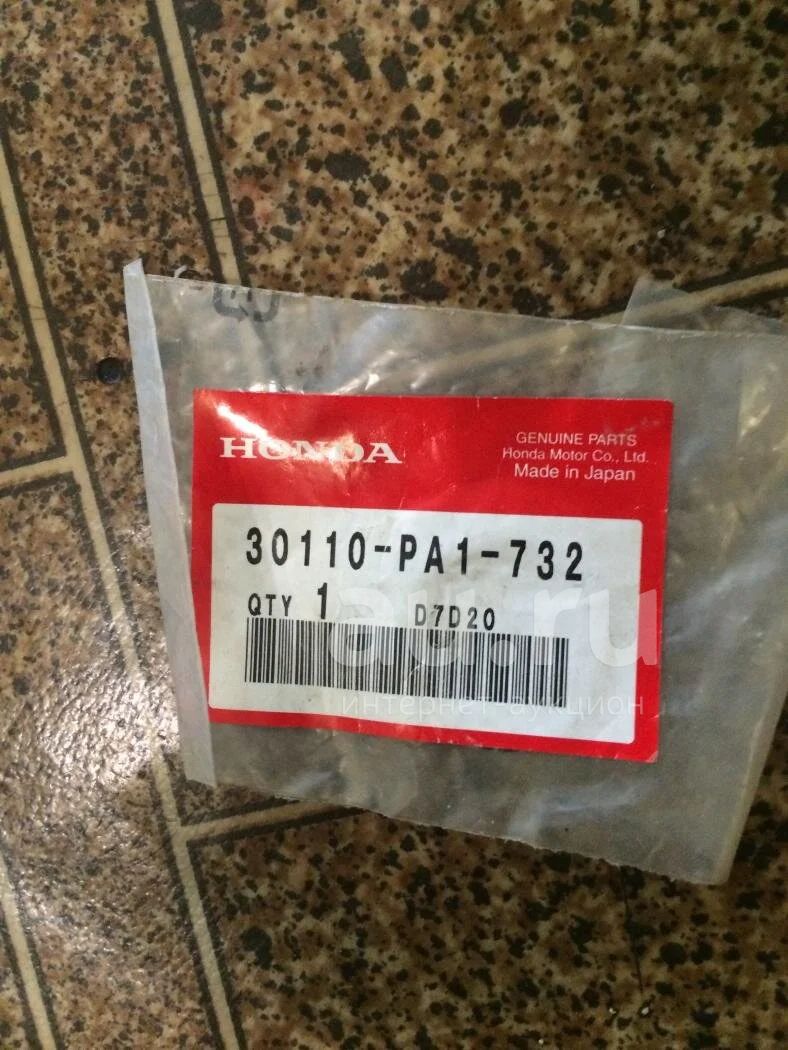 HONDA
GENUINE PARTS
Honda Motor Co., Ltd.
Made in Japan
30110-PA1-732
QTY 1 D7D20
au.ru
интернет-аукцион